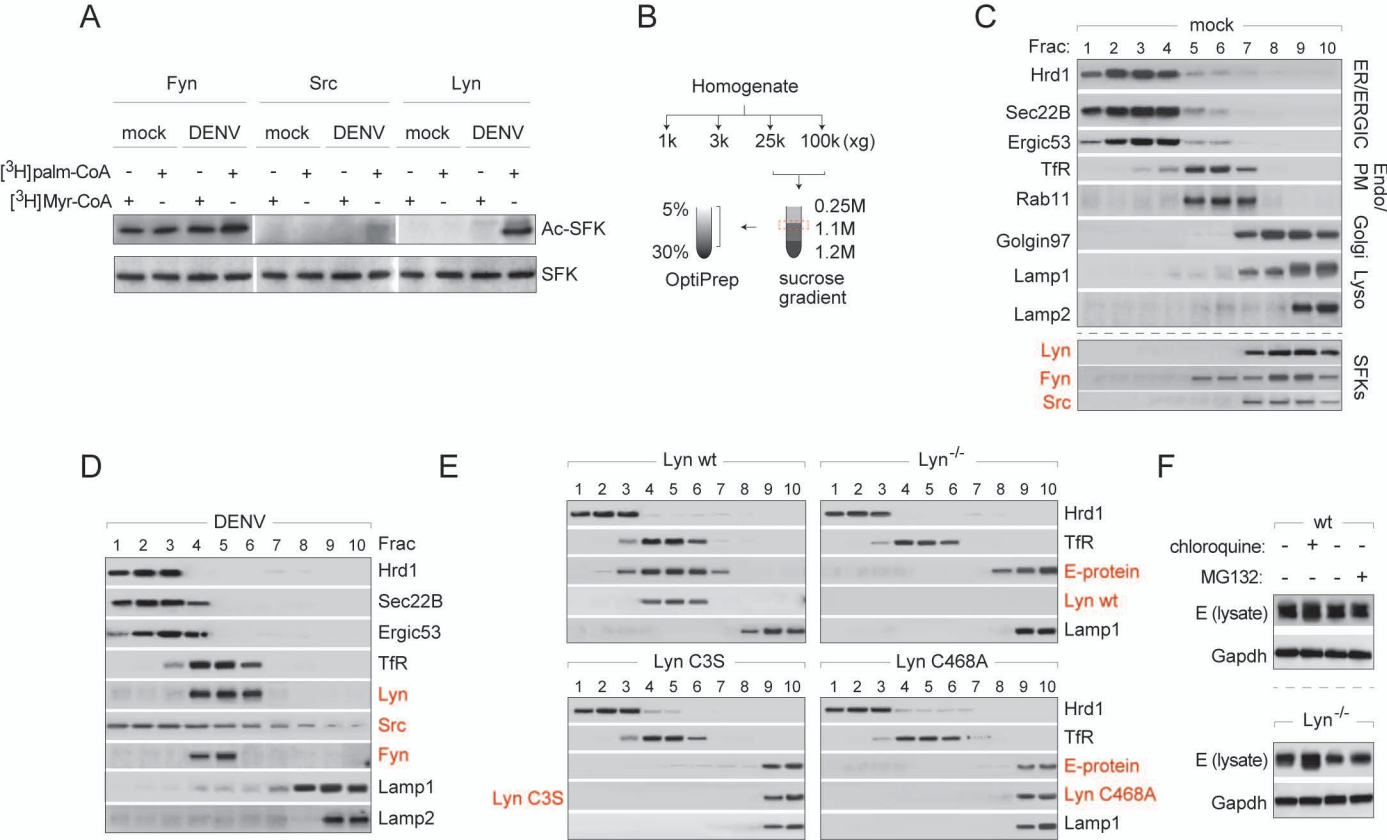 A
Fyn Src Lyn
mock DENV mock DENV mock DENV
[3H]palm-CoA - + - + - + - + - + - +
[3H]Myr-CoA + - + - + - + - + - + -
Ac-SFK
SFK
B
Homogenate
1k 3k 25k 100k (xg)
5%
30%
OptiPrep
0.25M
1.1M
1.2M
sucrose
gradient
C
mock
Frac: 1 2 3 4 5 6 7 8 9 10
Hrd1
Sec22B
Ergic53
TfR
Rab11
Golgin97
Lamp1
Lamp2
Lyn
Fyn
Src
ER/ERGIC
Endo/
PM
Golgi
Lyso
SFKs
D
DENV
1 2 3 4 5 6 7 8 9 10 Frac
Hrd1
Sec22B
Ergic53
TfR
Lyn
Src
Fyn
Lamp1
Lamp2
E
Lyn wt Lyn-/-
1 2 3 4 5 6 7 8 9 10 1 2 3 4 5 6 7 8 9 10
Hrd1
TfR
E-protein
Lyn wt
Lamp1
Lyn C3S Lyn C468A
1 2 3 4 5 6 7 8 9 10 1 2 3 4 5 6 7 8 9 10
Hrd1
TfR
E-protein
Lyn C3S Lyn C468A
Lamp1
F
wt
chloroquine: - + - -
MG132: - - - +
E (lysate)
Gapdh
Lyn-/-
E (lysate)
Gapdh